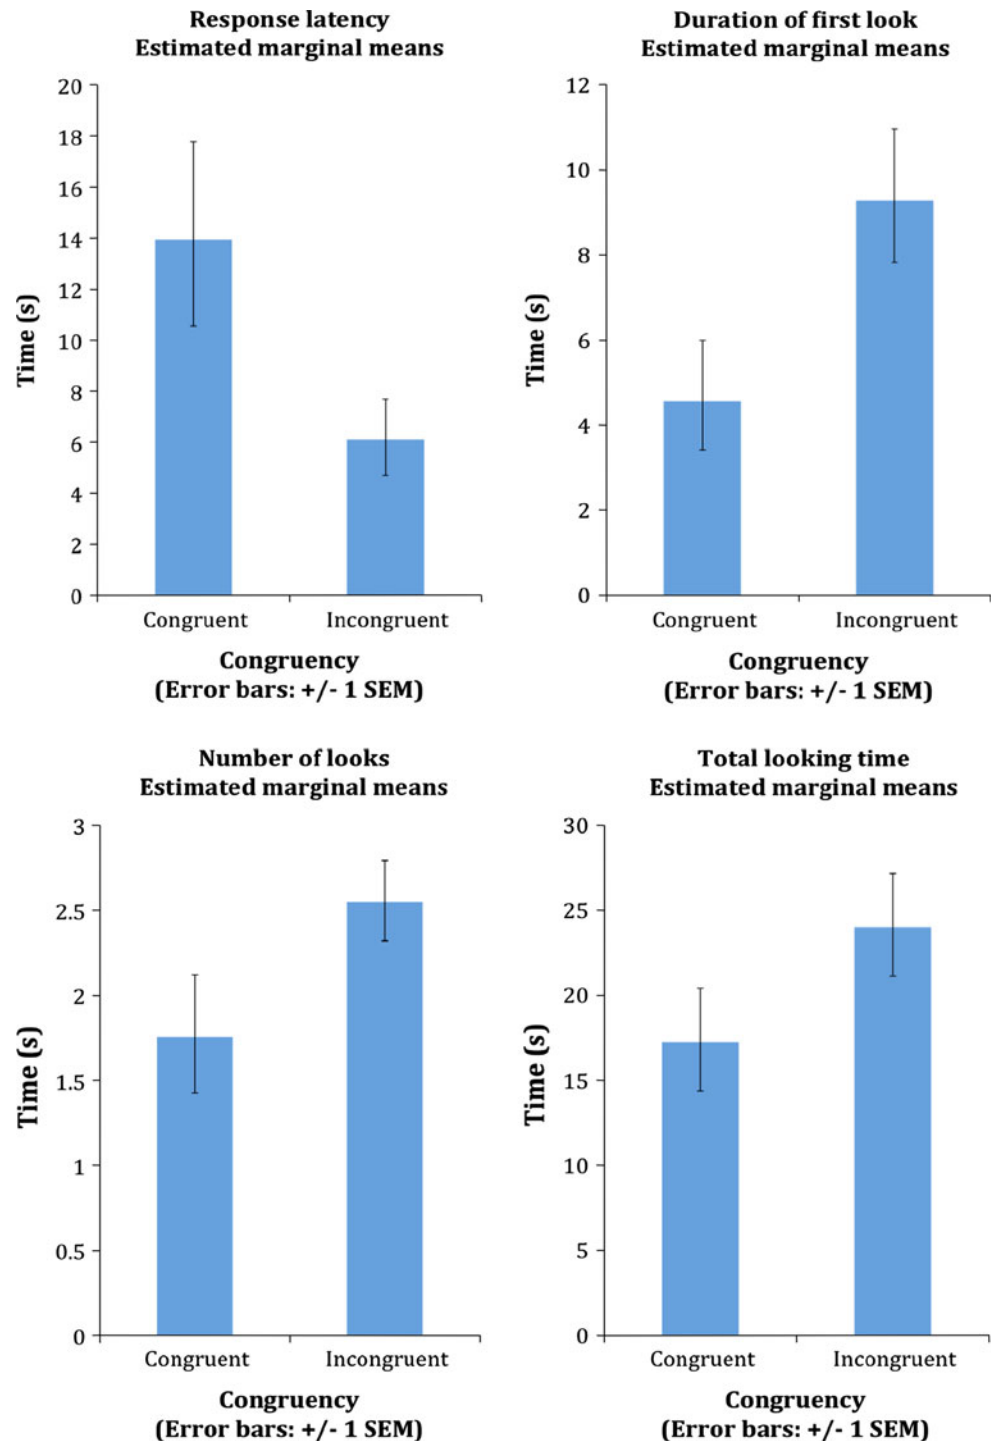 Response latency
Estimated marginal means
20
18
16
14
12
10
8
6
4
2
0
Time (s)
Congruent
Incongruent
Congruency
(Error bars: +/- 1 SEM)
Duration of first look
Estimated marginal means
12
10
8
6
4
2
0
Time (s)
Congruent
Incongruent
Congruency
(Error bars: +/- 1 SEM)
Number of looks
Estimated marginal means
3
2.5
2
1.5
1
0.5
0
Time (s)
Congruent
Incongruent
Congruency
(Error bars: +/- 1 SEM)
Total looking time
Estimated marginal means
30
25
20
15
10
5
0
Time (s)
Congruent
Incongruent
Congruency
(Error bars: +/- 1 SEM)